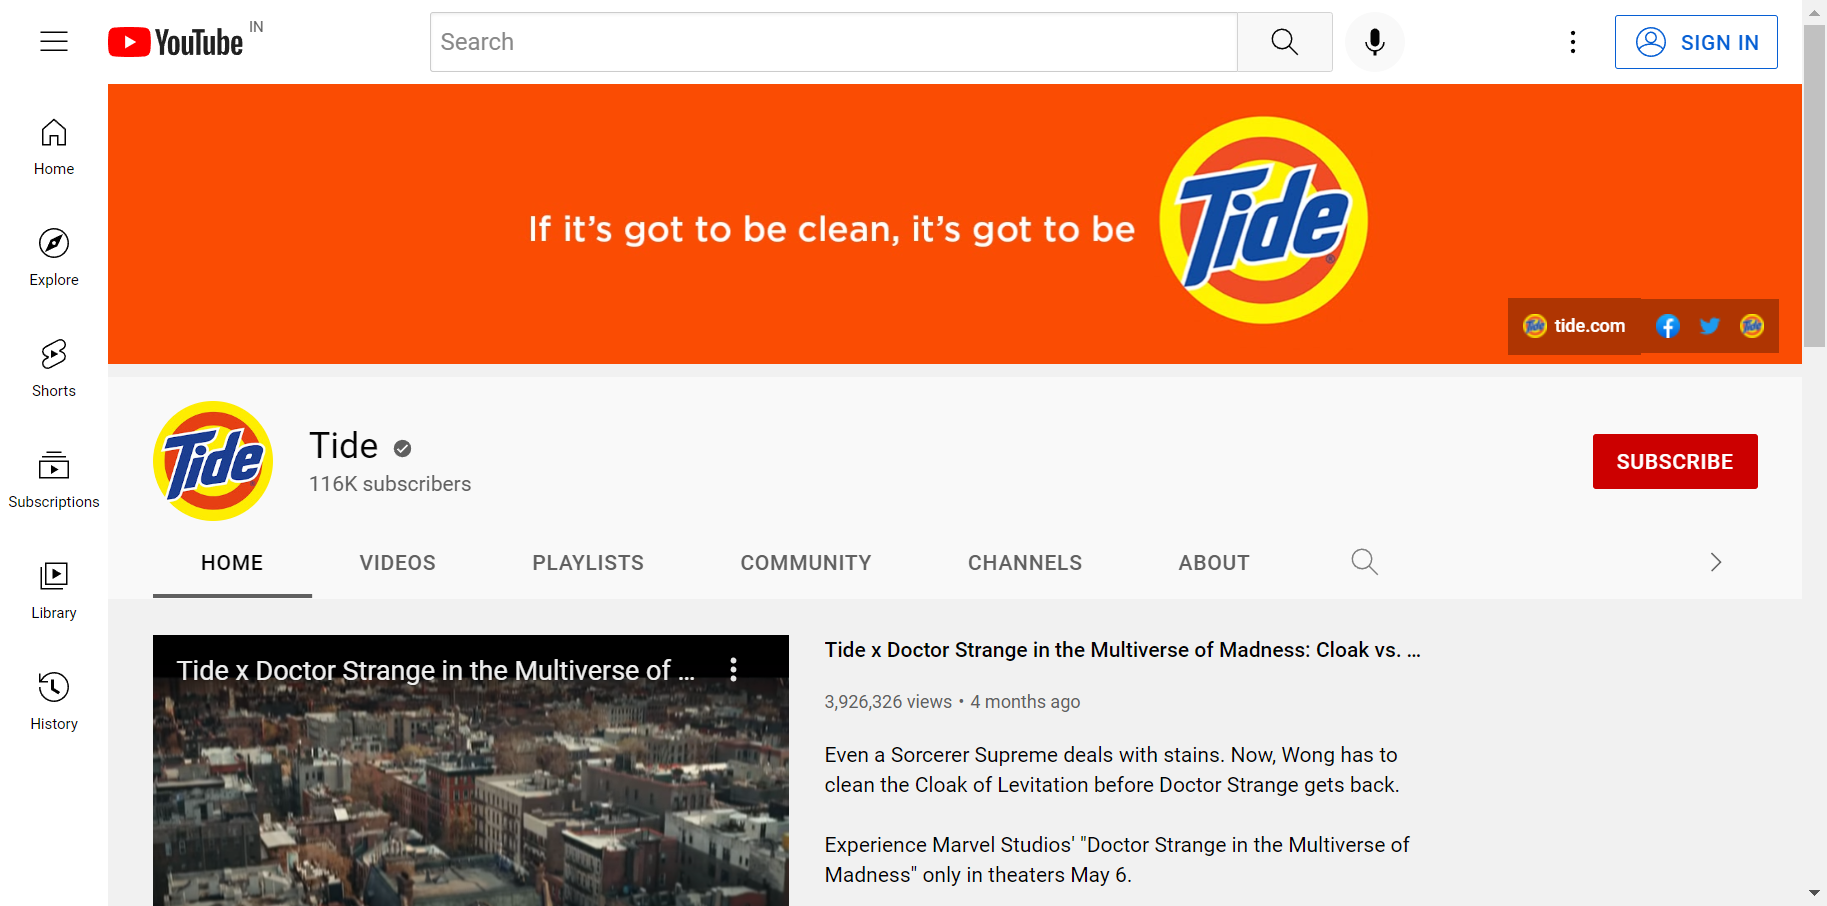 YouTube IN
Search
SIGN IN
Home
Explore
Shorts
Subscriptions
Library
History
If it's got to be clean, it's got to be Tide
tide.com
Tide
Tide
116K subscribers
SUBSCRIBE
HOME VIDEOS PLAYLISTS COMMUNITY CHANNELS ABOUT
Tide x Doctor Strange in the Multiverse of ...
Tide x Doctor Strange in the Multiverse of Madness: Cloak vs. ...
3,926,326 views • 4 months ago
Even a Sorcerer Supreme deals with stains. Now, Wong has to
clean the Cloak of Levitation before Doctor Strange gets back.
Experience Marvel Studios' "Doctor Strange in the Multiverse of
Madness" only in theaters May 6.